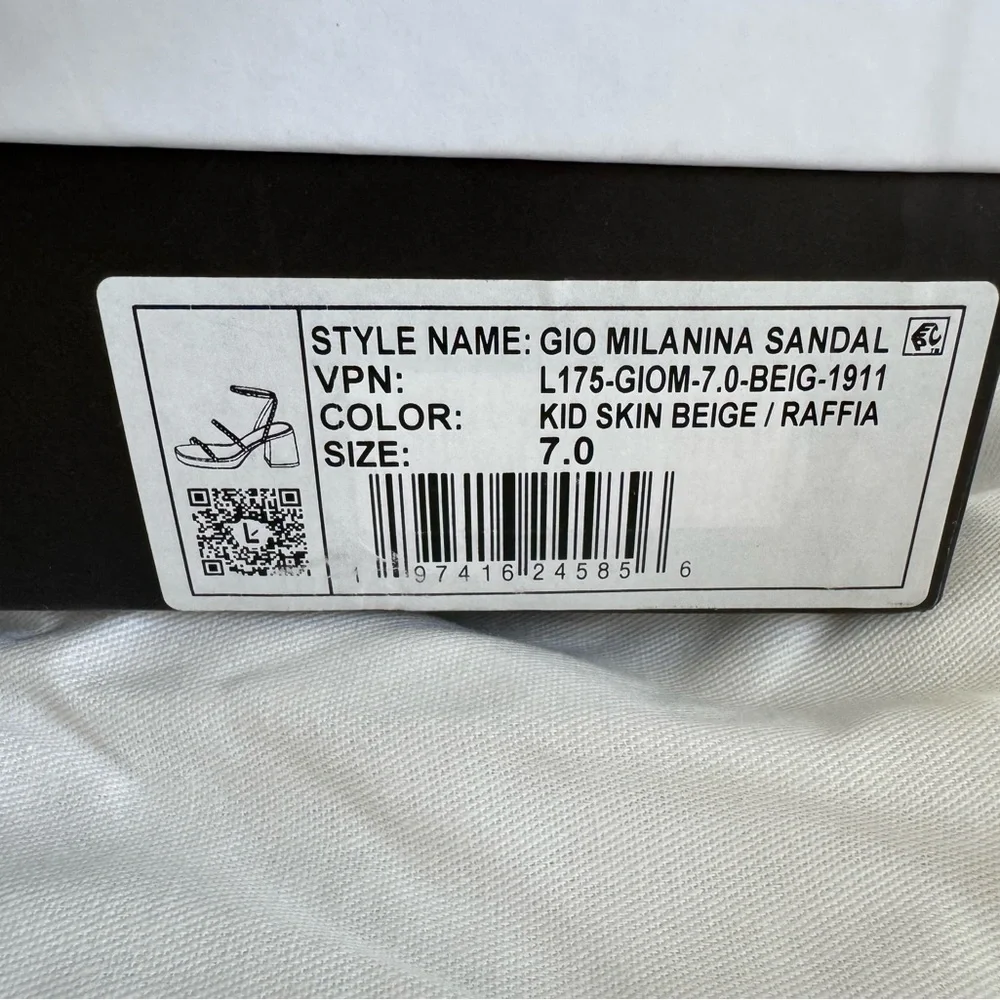 STYLE NAME: GIO MILANINA SANDAL
VPN: L175-GIOM-7.0-BEIG-1911
COLOR: KID SKIN BEIGE / RAFFIA
SIZE: 7.0
1 97416 24585 6